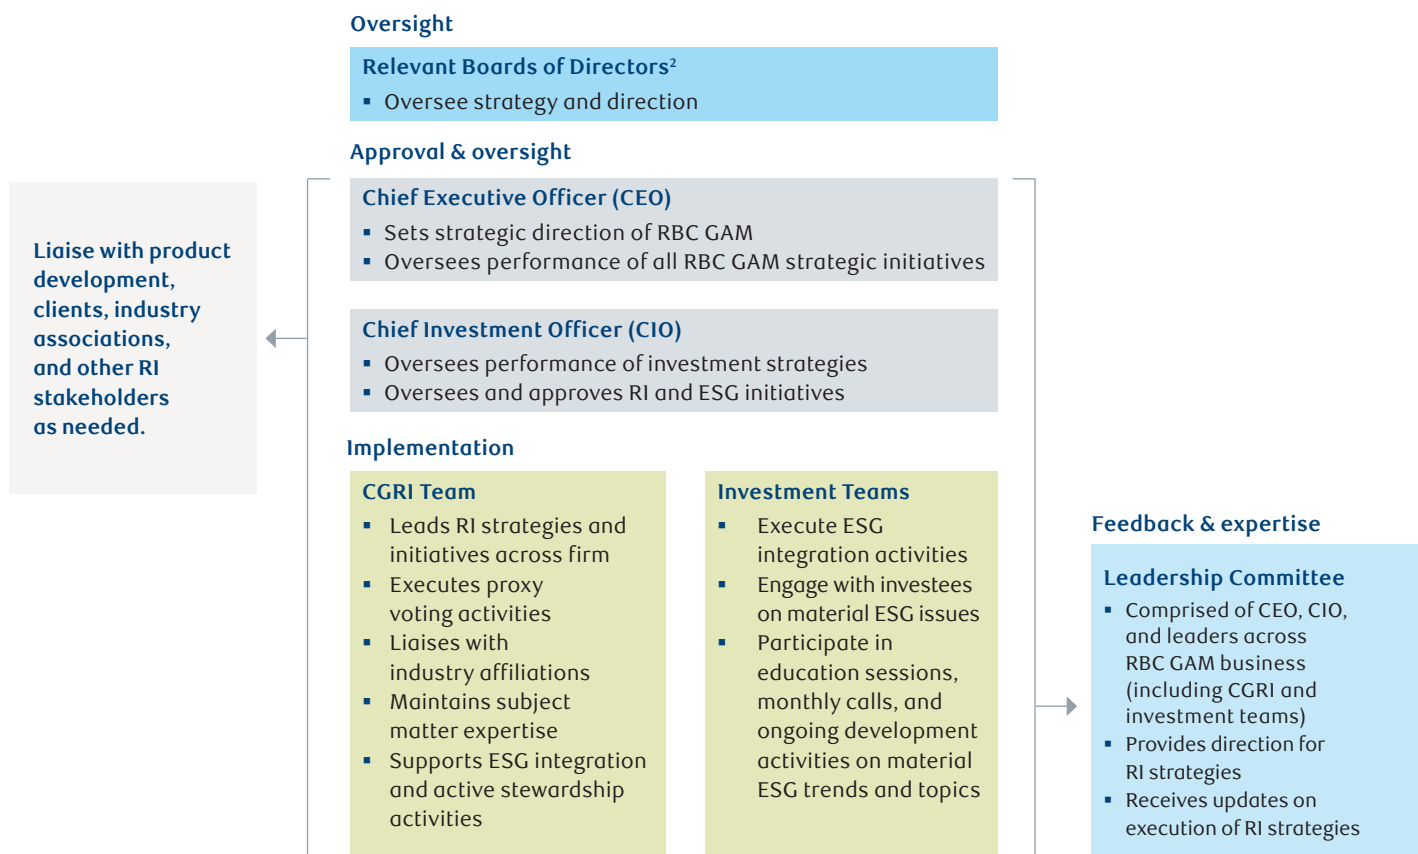 Oversight
Relevant Boards of Directors²
▪ Oversee strategy and direction
Approval & oversight
Chief Executive Officer (CEO)
▪ Sets strategic direction of RBC GAM
▪ Oversees performance of all RBC GAM strategic initiatives
Liaise with product
development,
clients, industry
associations,
and other RI
stakeholders
as needed.
Chief Investment Officer (CIO)
▪ Oversees performance of investment strategies
▪ Oversees and approves RI and ESG initiatives
Implementation
CGRI Team
▪ Leads RI strategies and
initiatives across firm
▪ Executes proxy
voting activities
▪ Liaises with
industry affiliations
▪ Maintains subject
matter expertise
▪ Supports ESG integration
and active stewardship
activities
Investment Teams
▪ Execute ESG
integration activities
▪ Engage with investees
on material ESG issues
▪ Participate in
education sessions,
monthly calls, and
ongoing development
activities on material
ESG trends and topics
Feedback & expertise
Leadership Committee
▪ Comprised of CEO, CIO,
and leaders across
RBC GAM business
(including CGRI and
investment teams)
▪ Provides direction for
RI strategies
▪ Receives updates on
execution of RI strategies